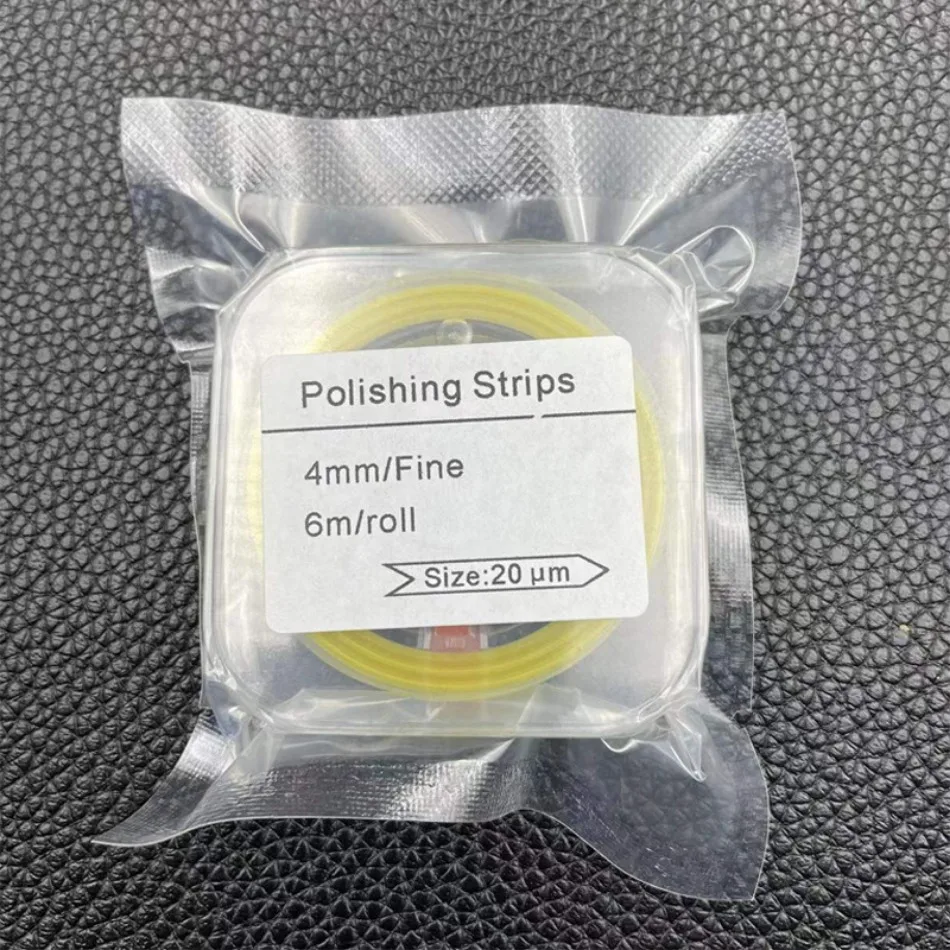 Polishing Strips
4mm/Fine
6m/roll
Size:20 μm